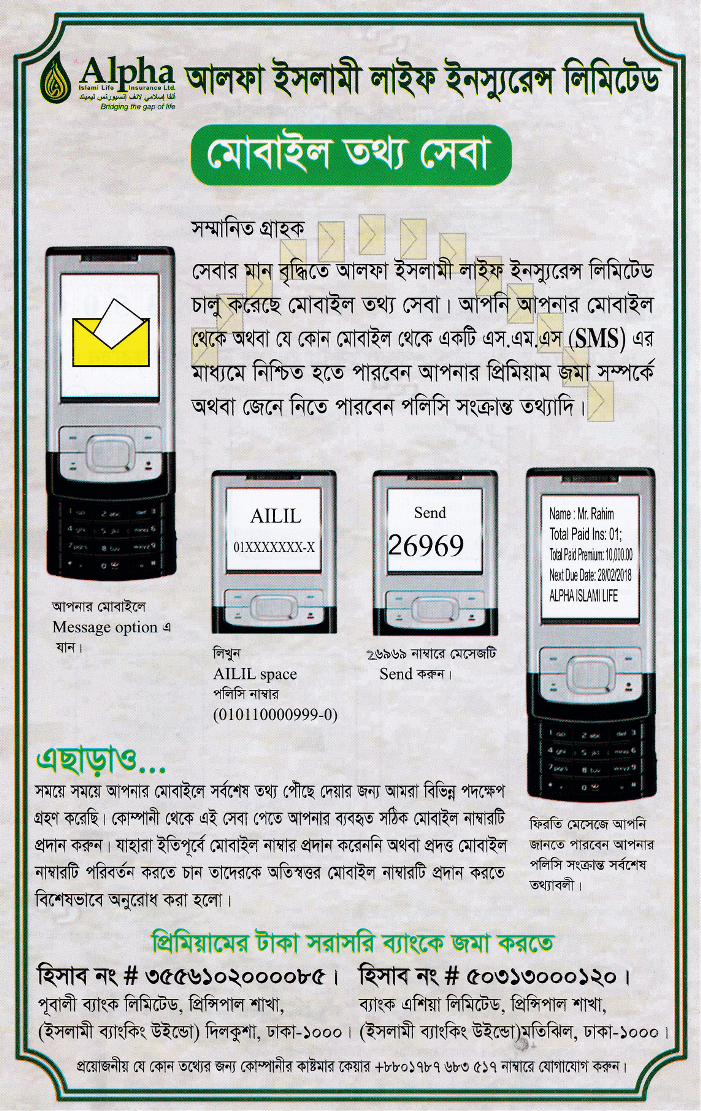 Alpha
Islami Life Insurance Ltd.
Bridging the gap of life
আলফা ইসলামী লাইফ ইনস্যুরেন্স লিমিটেড
মোবাইল তথ্য সেবা
সম্মানিত গ্রাহক
সেবার মান বৃদ্ধিতে আলফা ইসলামী লাইফ ইনস্যুরেন্স লিমিটেড
চালু করেছে মোবাইল তথ্য সেবা। আপনি আপনার মোবাইল
থেকে অথবা যে কোন মোবাইল থেকে একটি এস.এম.এস (SMS) এর
মাধ্যমে নিশ্চিত হতে পারবেন আপনার প্রিমিয়াম জমা সম্পর্কে
অথবা জেনে নিতে পারবেন পলিসি সংক্রান্ত তথ্যাদি।
আপনার মোবাইলে
Message option এ
যান।
AILIL
01XXXXXXX-X
লিখুন
AILIL space
পলিসি নাম্বার
(010110000999-0)
Send
26969
2৬৯৬৯ নাম্বারে মেসেজটি
Send করুন।
Name : Mr. Rahim
Total Paid Ins: 01;
Total Paid Premium: 10,000.00
Next Due Date: 28/02/2018
ALPHA ISLAMI LIFE
ফিরতি মেসেজে আপনি
জানতে পারবেন আপনার
পলিসি সংক্রান্ত সর্বশেষ
তথ্যাবলী।
এছাড়াও...
সময়ে সময়ে আপনার মোবাইলে সর্বশেষ তথ্য পৌঁছে দেয়ার জন্য আমরা বিভিন্ন পদক্ষেপ
গ্রহণ করেছি। কোম্পানী থেকে এই সেবা পেতে আপনার ব্যবহৃত সঠিক মোবাইল নাম্বারটি
প্রদান করুন। যাহারা ইতিপূর্বে মোবাইল নাম্বার প্রদান করেননি অথবা প্রদত্ত মোবাইল
নাম্বারটি পরিবর্তন করতে চান তাদেরকে অতিস্বত্তর মোবাইল নাম্বারটি প্রদান করতে
বিশেষভাবে অনুরোধ করা হলো।
প্রিমিয়ামের টাকা সরাসরি ব্যাংকে জমা করতে
হিসাব নং # ৩৫৫৬১০২০০০০৮৫।
পূবালী ব্যাংক লিমিটেড, প্রিন্সিপাল শাখা,
(ইসলামী ব্যাংকিং উইন্ডো) দিলকুশা, ঢাকা-১০০০।
হিসাব নং # ৫০৩১৩০০০১২০।
ব্যাংক এশিয়া লিমিটেড, প্রিন্সিপাল শাখা,
(ইসলামী ব্যাংকিং উইন্ডো)মতিঝিল, ঢাকা-১০০০।
প্রয়োজনীয় যে কোন তথ্যের জন্য কোম্পানীর কাষ্টমার কেয়ার +৮৮০১৭৮৭ ৬৮৩ ৫১৭ নাম্বারে যোগাযোগ করুন।